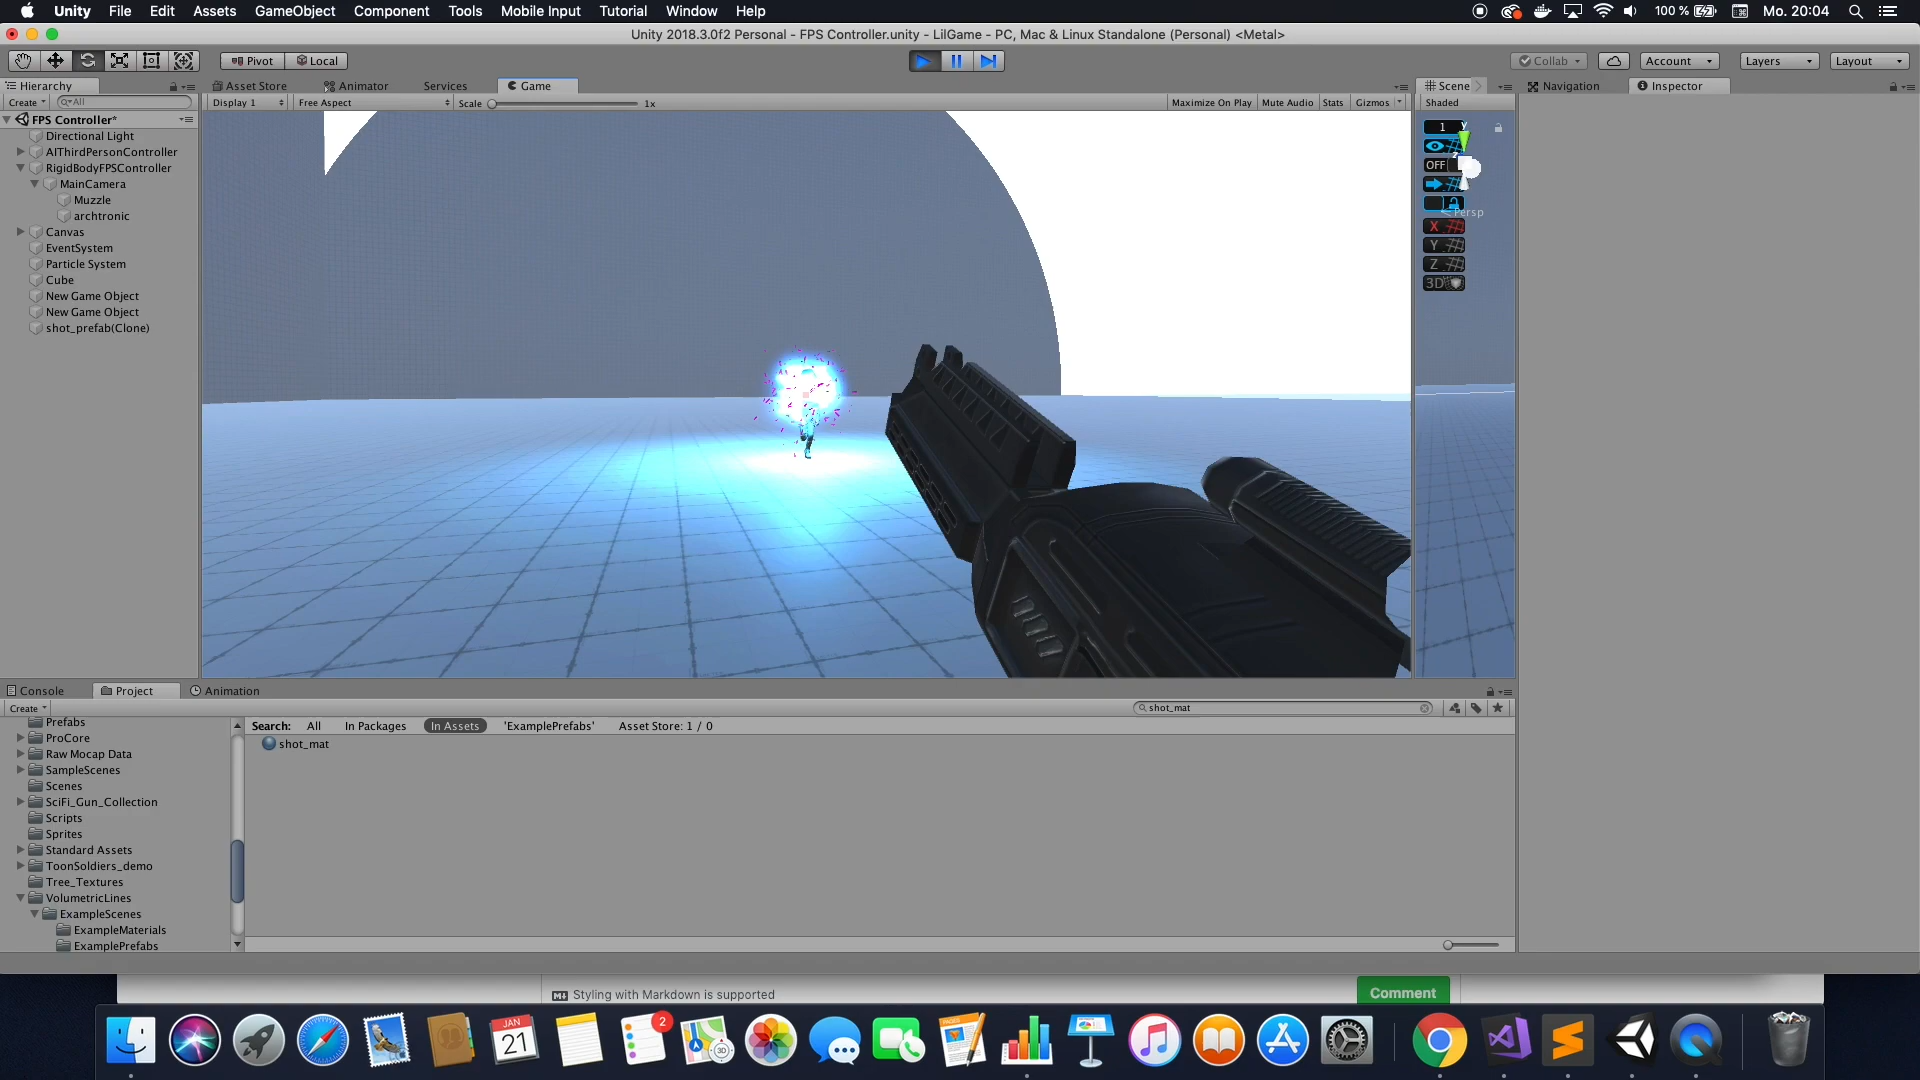 Unity File Edit Assets GameObject Component Tools Mobile Input Tutorial Window Help 100 % Mo. 20:04
Unity 2018.3.0f2 Personal - FPS Controller.unity - LilGame - PC, Mac & Linux Standalone (Personal) <Metal>
Pivot Local Collab Account Layers Layout
Hierarchy Asset Store Animator Services Game Scene Navigation Inspector
Create All Display 1 Free Aspect Scale 1x Maximize On Play Mute Audio Stats Gizmos Shaded
FPS Controller*
Directional Light
AIThirdPersonController
RigidBodyFPSController
MainCamera
Muzzle
archtronic
Canvas
EventSystem
Particle System
Cube
New Game Object
New Game Object
shot_prefab(Clone)
1 y
z
OFF
< Persp
X
Y
Z
3D
Console Project Animation
Create shot_mat
Search: All In Packages In Assets 'ExamplePrefabs' Asset Store: 1 / 0
shot_mat
Prefabs
ProCore
Raw Mocap Data
SampleScenes
Scenes
SciFi_Gun_Collection
Scripts
Sprites
Standard Assets
ToonSoldiers_demo
Tree_Textures
VolumetricLines
ExampleScenes
ExampleMaterials
ExamplePrefabs
Styling with Markdown is supported Comment
JAN
21
2
3D